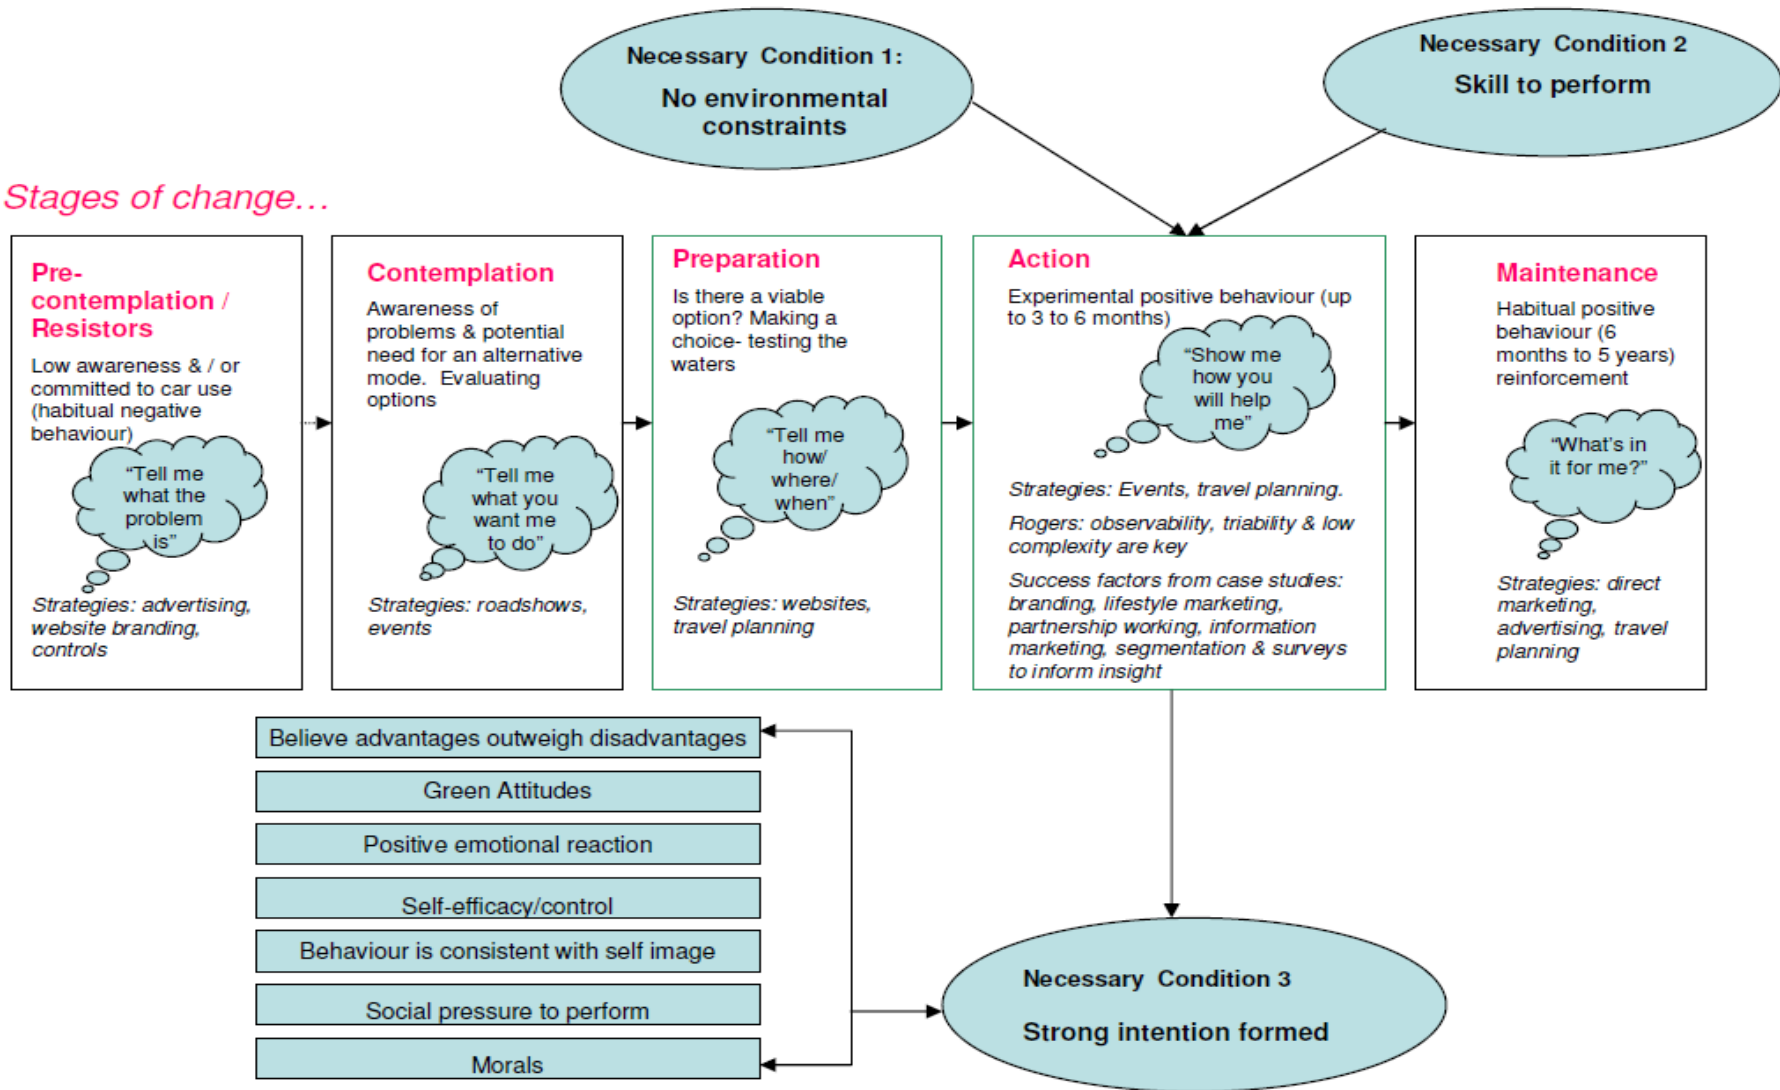 Necessary Condition 1:
No environmental
constraints
Necessary Condition 2
Skill to perform
Stages of change...
Pre-
contemplation /
Resistors
Low awareness & / or
committed to car use
(habitual negative
behaviour)
“Tell me
what the
problem
is”
Strategies: advertising,
website branding,
controls
Contemplation
Awareness of
problems & potential
need for an alternative
mode. Evaluating
options
“Tell me
what you
want me
to do”
Strategies: roadshows,
events
Preparation
Is there a viable
option? Making a
choice- testing the
waters
“Tell me
how/
where/
when”
Strategies: websites,
travel planning
Action
Experimental positive behaviour (up
to 3 to 6 months)
“Show me
how you
will help
me”
Strategies: Events, travel planning.
Rogers: observability, triability & low
complexity are key
Success factors from case studies:
branding, lifestyle marketing,
partnership working, information
marketing, segmentation & surveys
to inform insight
Maintenance
Habitual positive
behaviour (6
months to 5 years)
reinforcement
“What’s in
it for me?”
Strategies: direct
marketing,
advertising, travel
planning
Believe advantages outweigh disadvantages
Green Attitudes
Positive emotional reaction
Self-efficacy/control
Behaviour is consistent with self image
Social pressure to perform
Morals
Necessary Condition 3
Strong intention formed